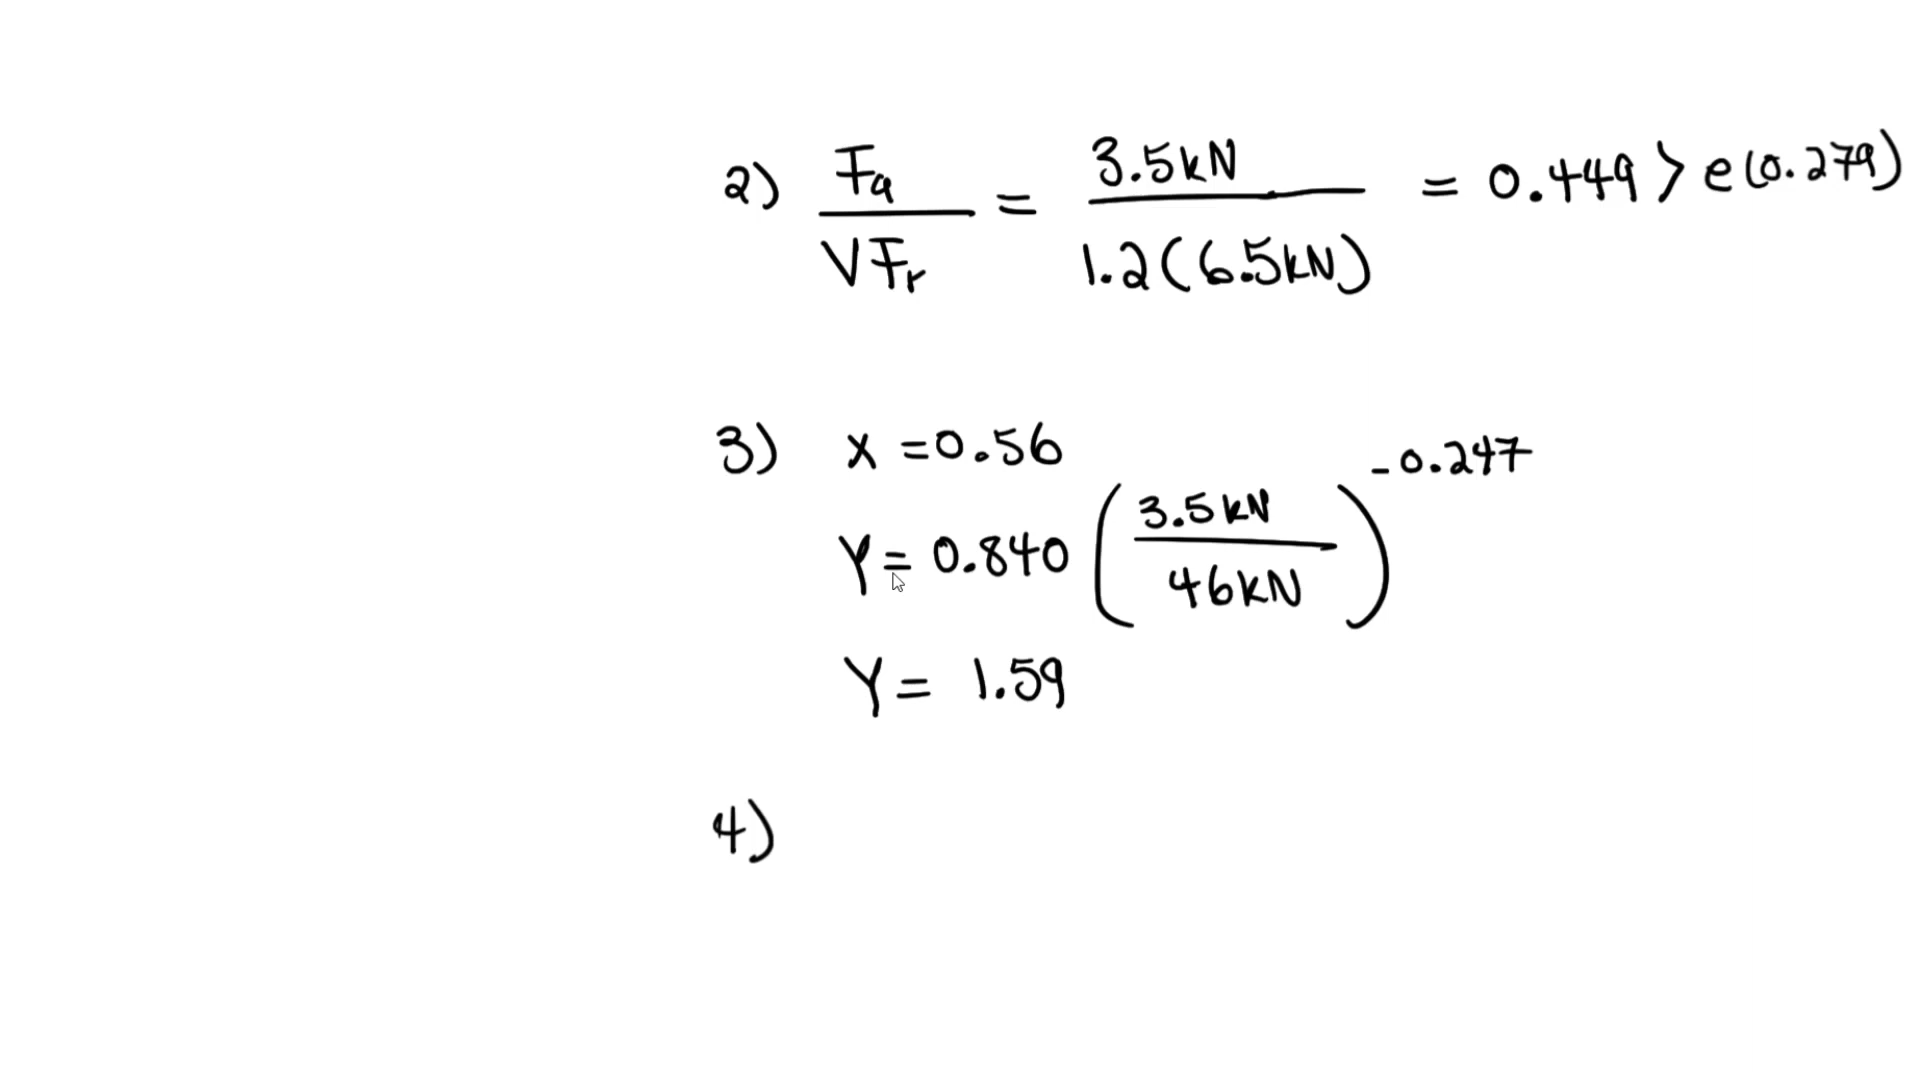 2) Fa / VFr = 3.5kN / 1.2(6.5kN) = 0.449 > e(0.279)
3) x = 0.56
Y = 0.840 (3.5kN / 46kN)^-0.247
Y = 1.59
4)